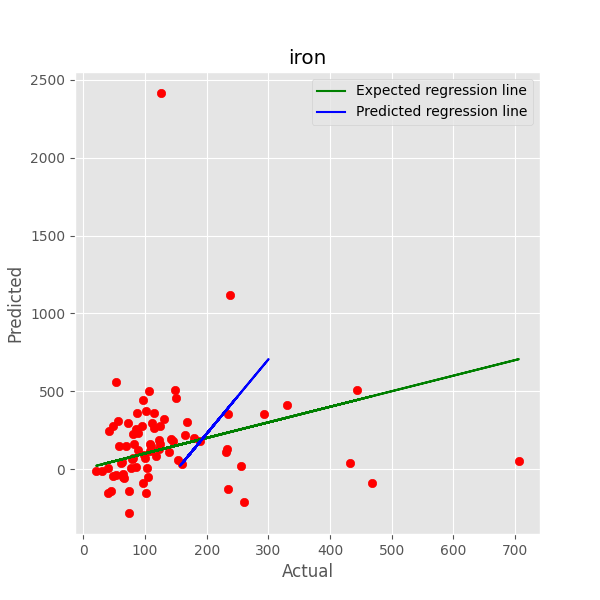 iron
Expected regression line
Predicted regression line
2500
2000
1500
1000
500
0
Predicted
0 100 200 300 400 500 600 700
Actual